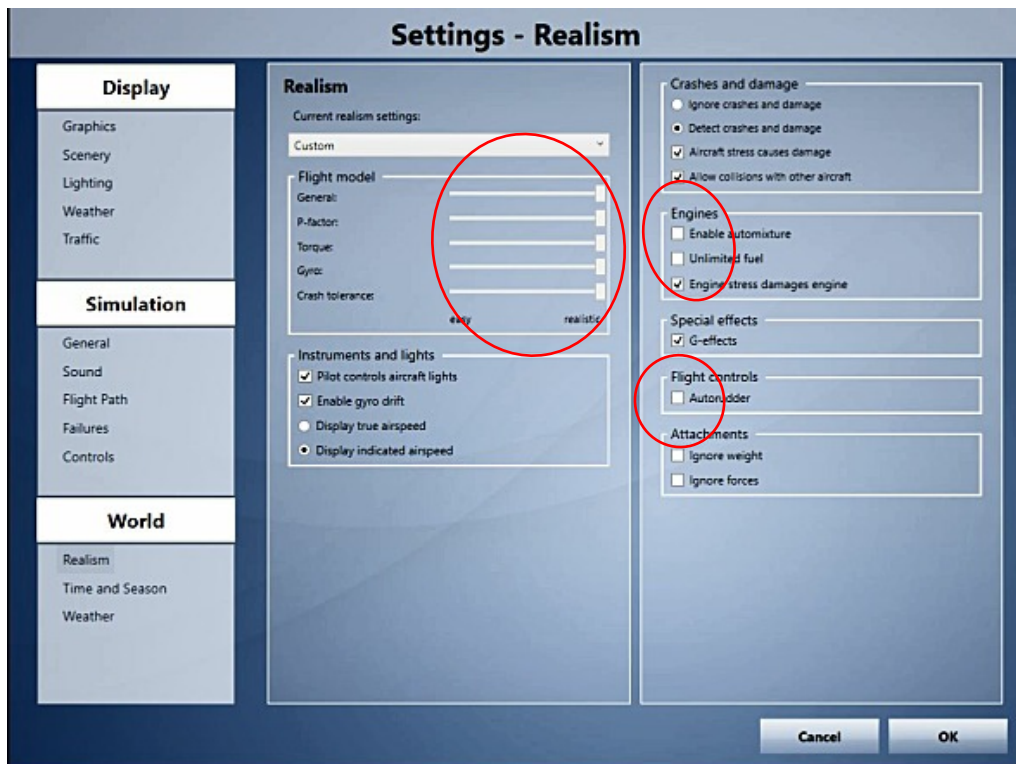 Settings - Realism
Display
Graphics
Scenery
Lighting
Weather
Traffic
Simulation
General
Sound
Flight Path
Failures
Controls
World
Realism
Time and Season
Weather
Realism
Current realism settings:
Custom
Flight model
General:
P-factor:
Torque:
Gyro:
Crash tolerance:
easy realistic
Instruments and lights
Pilot controls aircraft lights
Enable gyro drift
Display true airspeed
Display indicated airspeed
Crashes and damage
Ignore crashes and damage
Detect crashes and damage
Aircraft stress causes damage
Allow collisions with other aircraft
Engines
Enable automixture
Unlimited fuel
Engine stress damages engine
Special effects
G-effects
Flight controls
Autorudder
Attachments
Ignore weight
Ignore forces
Cancel OK